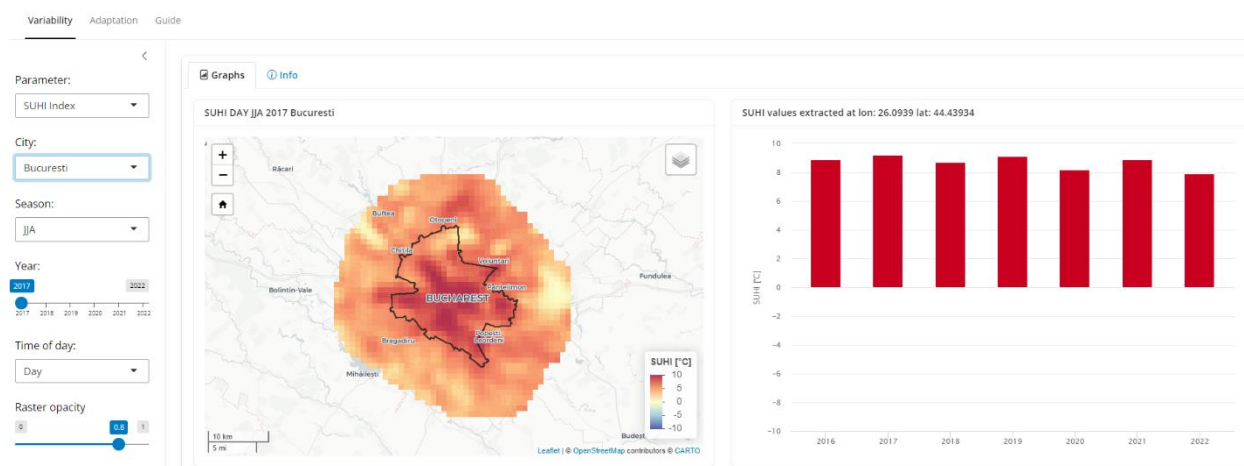 Variability Adaptation Guide
Parameter:
SUHI Index
City:
Bucuresti
Season:
JJA
Year:
2017 2022
2017 2018 2019 2020 2021 2022
Time of day:
Day
Raster opacity
0 0.8 1
Graphs Info
SUHI DAY JJA 2017 Bucuresti
+
−
Răcari
Buftea
Otopeni
Chitila
Voluntari
Fundulea
Bolintin-Vale
Pantelimon
BUCHAREST
Popești
Leordeni
Bragadiru
Mihăilești
Budest
SUHI [°C]
10
5
0
-5
-10
10 km
5 mi
Leaflet | © OpenStreetMap contributors © CARTO
SUHI values extracted at lon: 26.0939 lat: 44.43934
SUHI [°C]
10
8
6
4
2
0
−2
−4
−6
−8
−10
2016 2017 2018 2019 2020 2021 2022